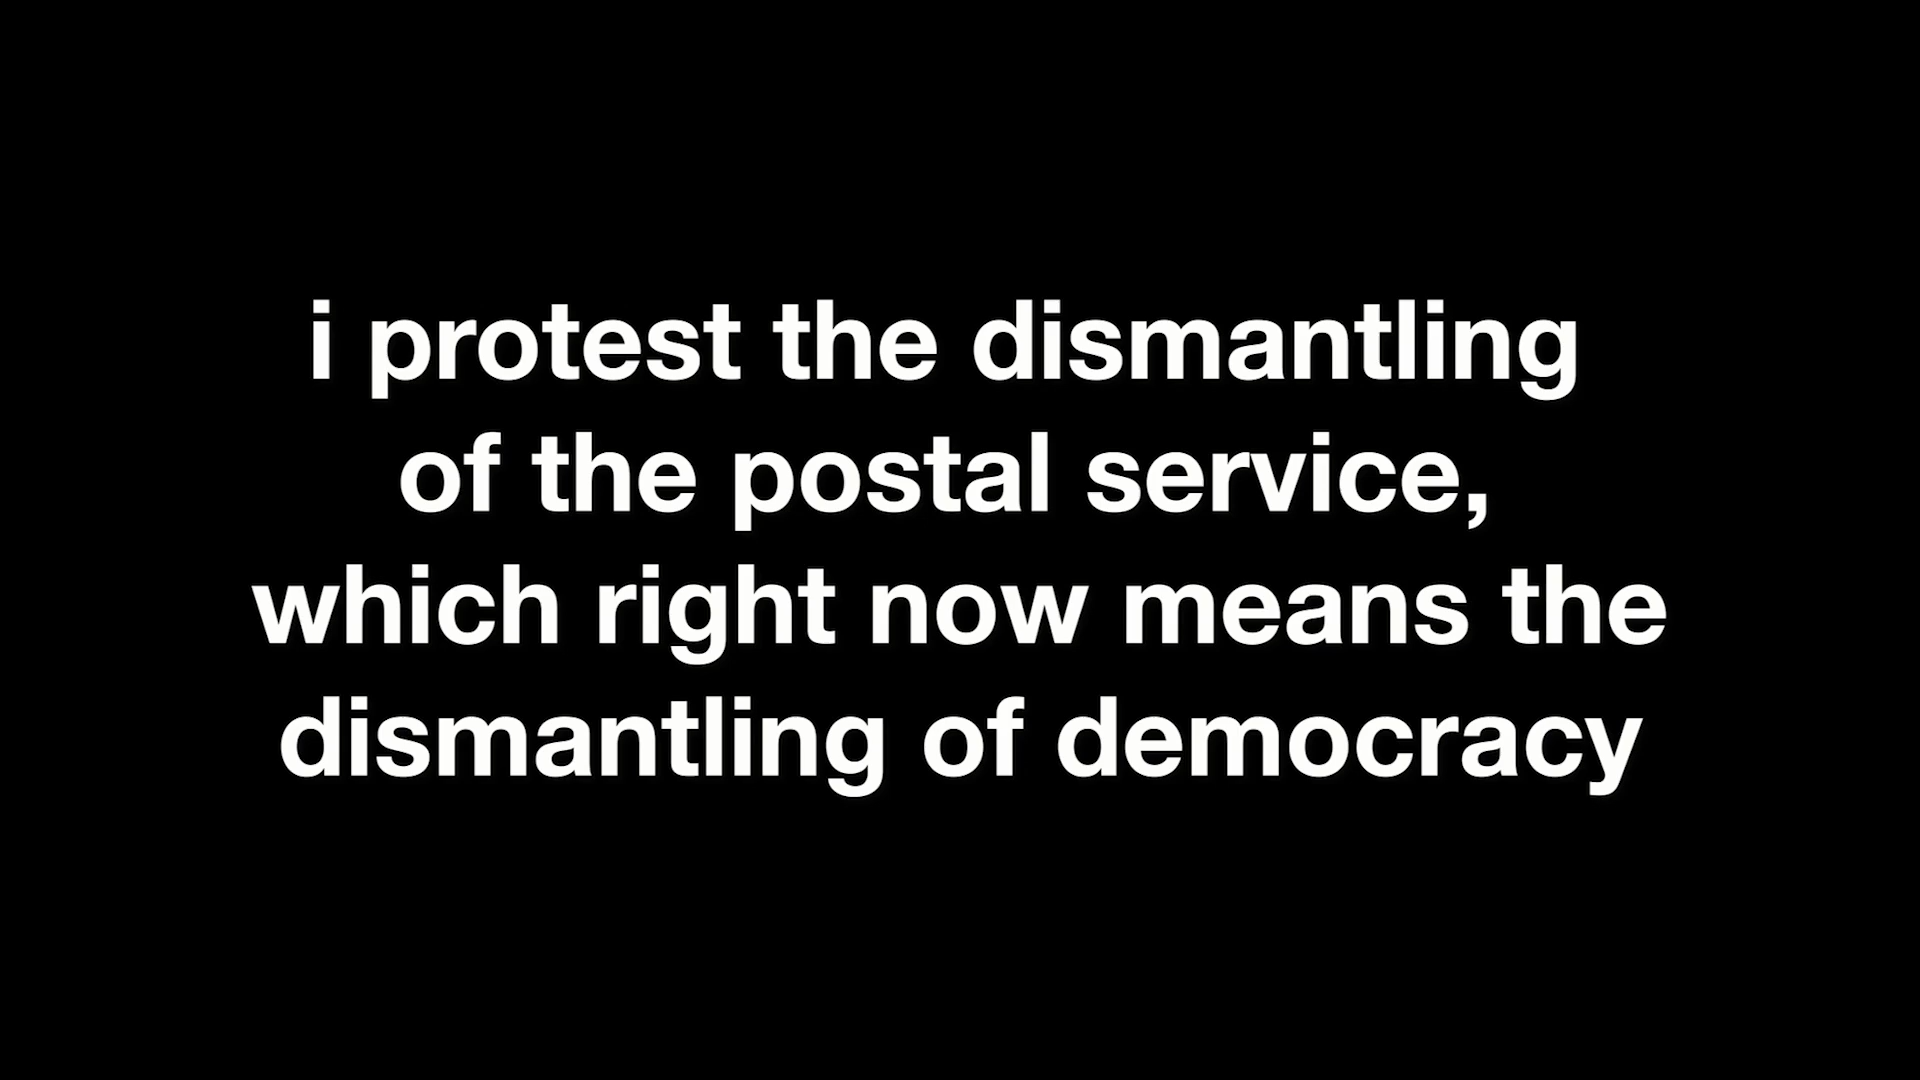 i protest the dismantling
of the postal service,
which right now means the
dismantling of democracy